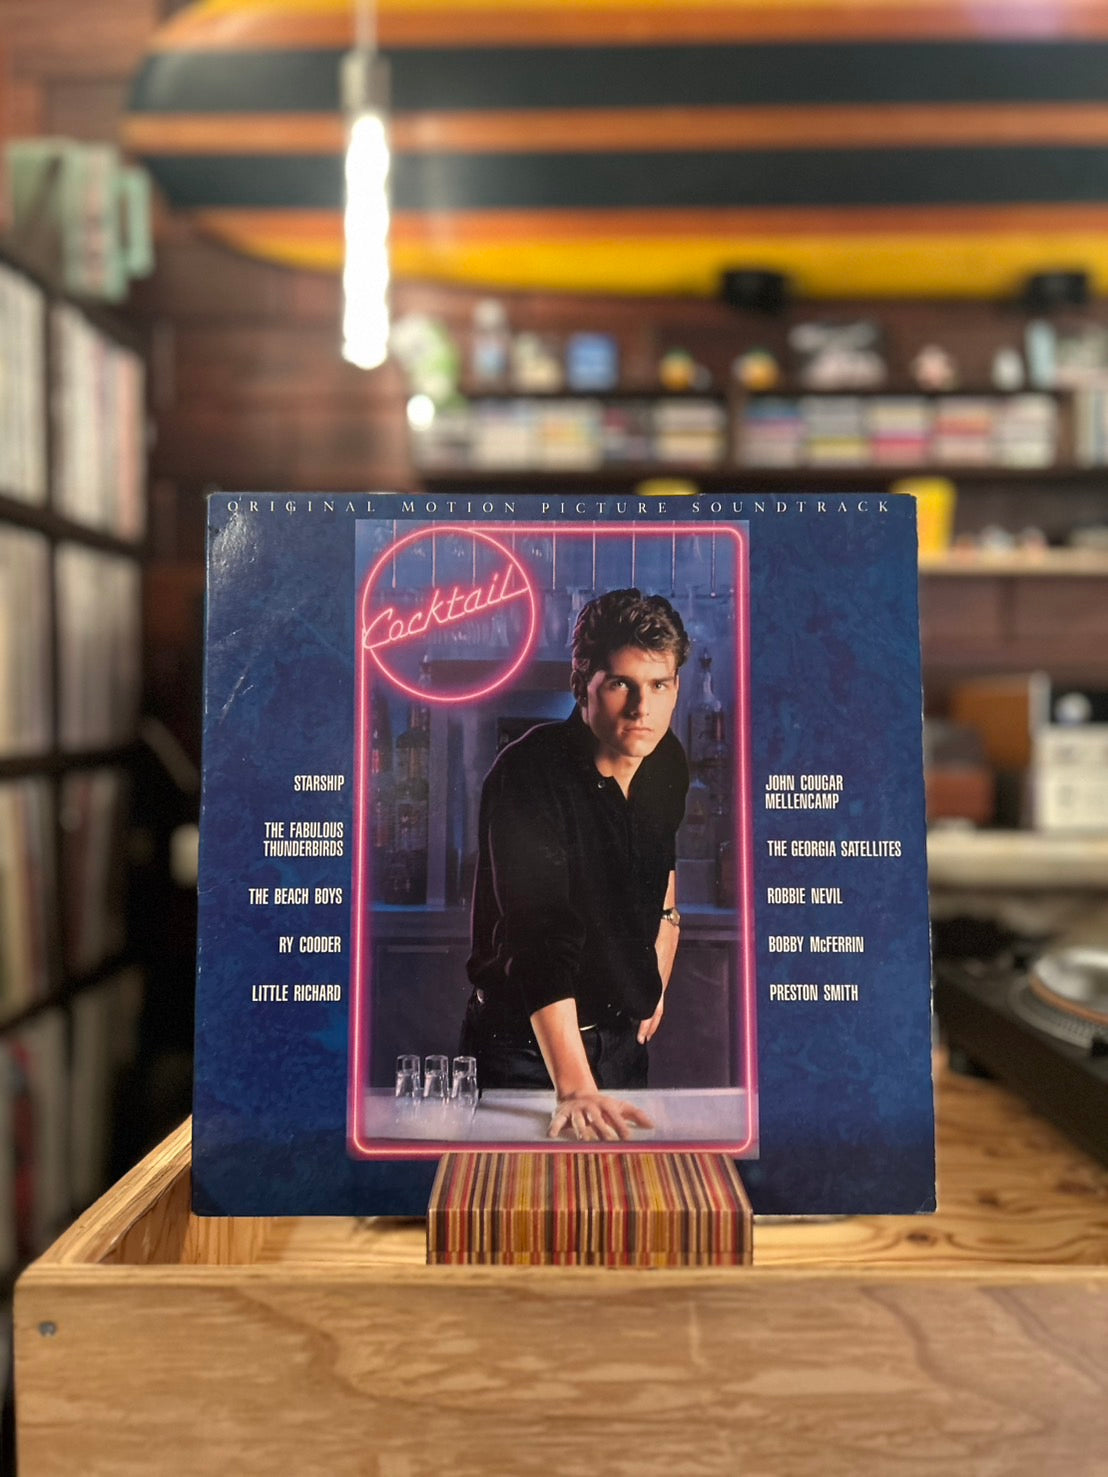 ORIGINAL MOTION PICTURE SOUNDTRACK
Cocktail
STARSHIP
THE FABULOUS
THUNDERBIRDS
THE BEACH BOYS
RY COODER
LITTLE RICHARD
JOHN COUGAR
MELLENCAMP
THE GEORGIA SATELLITES
ROBBIE NEVIL
BOBBY McFERRIN
PRESTON SMITH